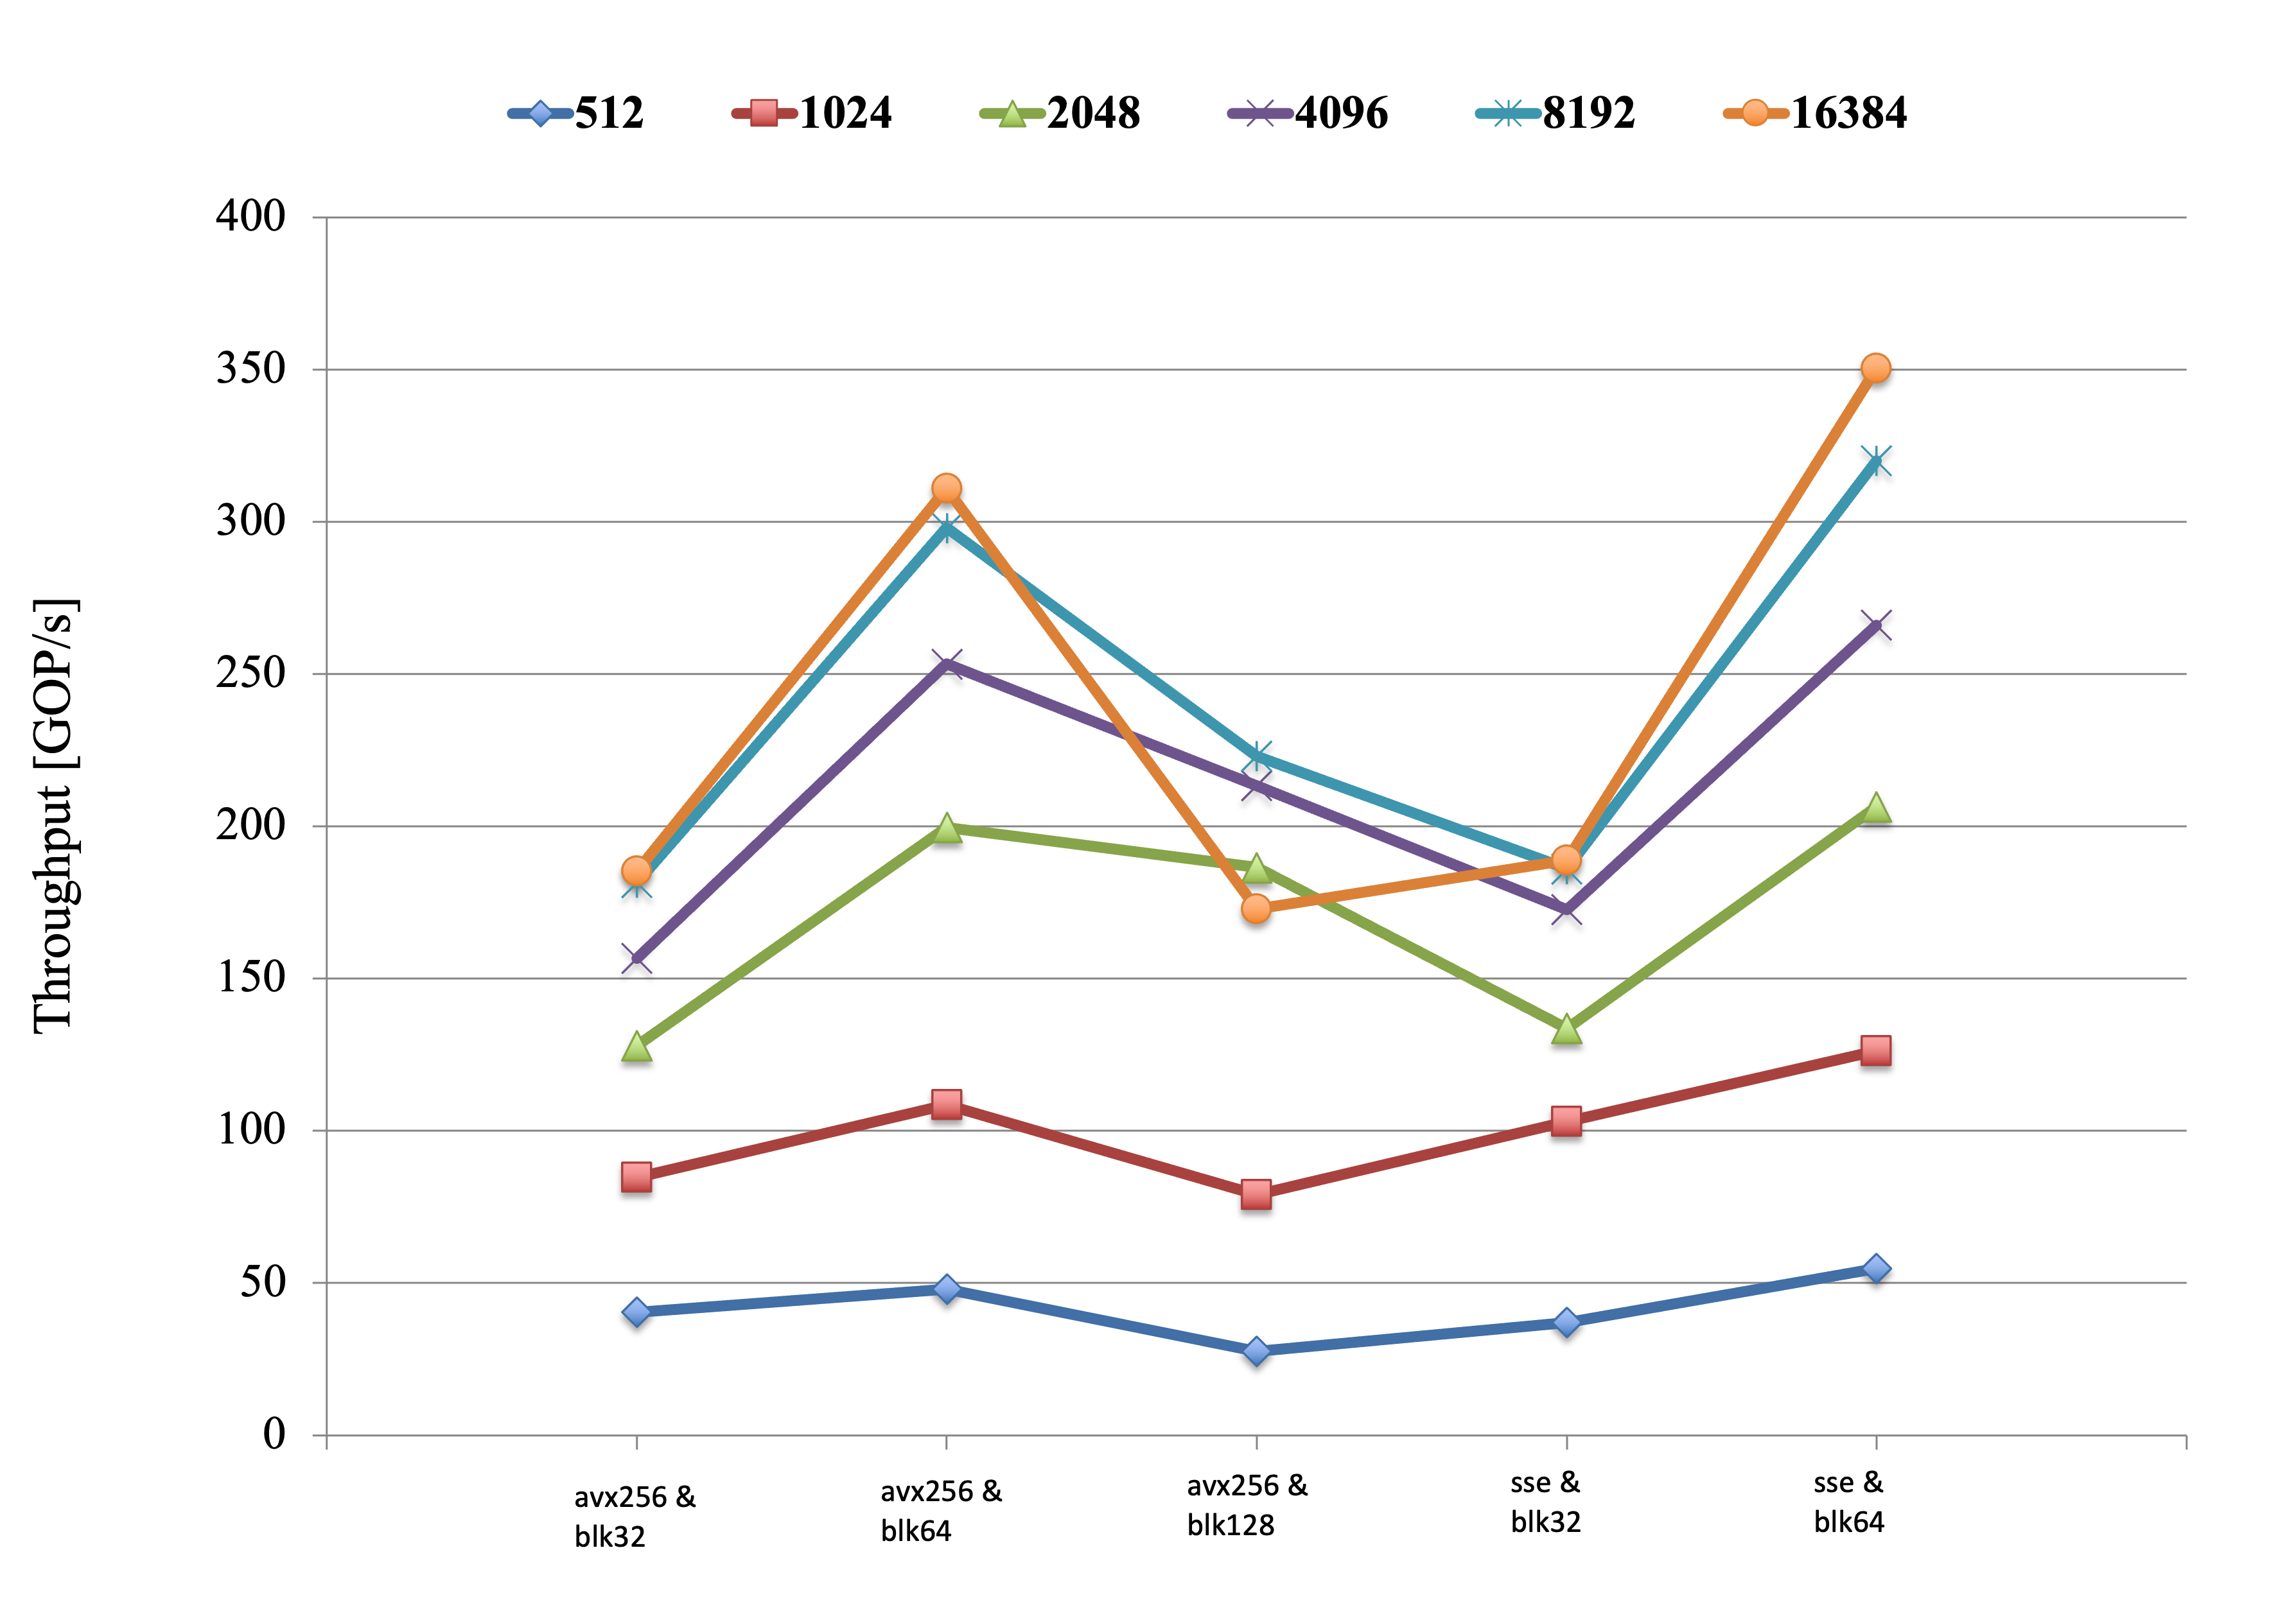 512 1024 2048 4096 8192 16384
400
350
300
250
200
150
100
50
0
Throughput [GOP/s]
avx256 &
blk32
avx256 &
blk64
avx256 &
blk128
sse &
blk32
sse &
blk64